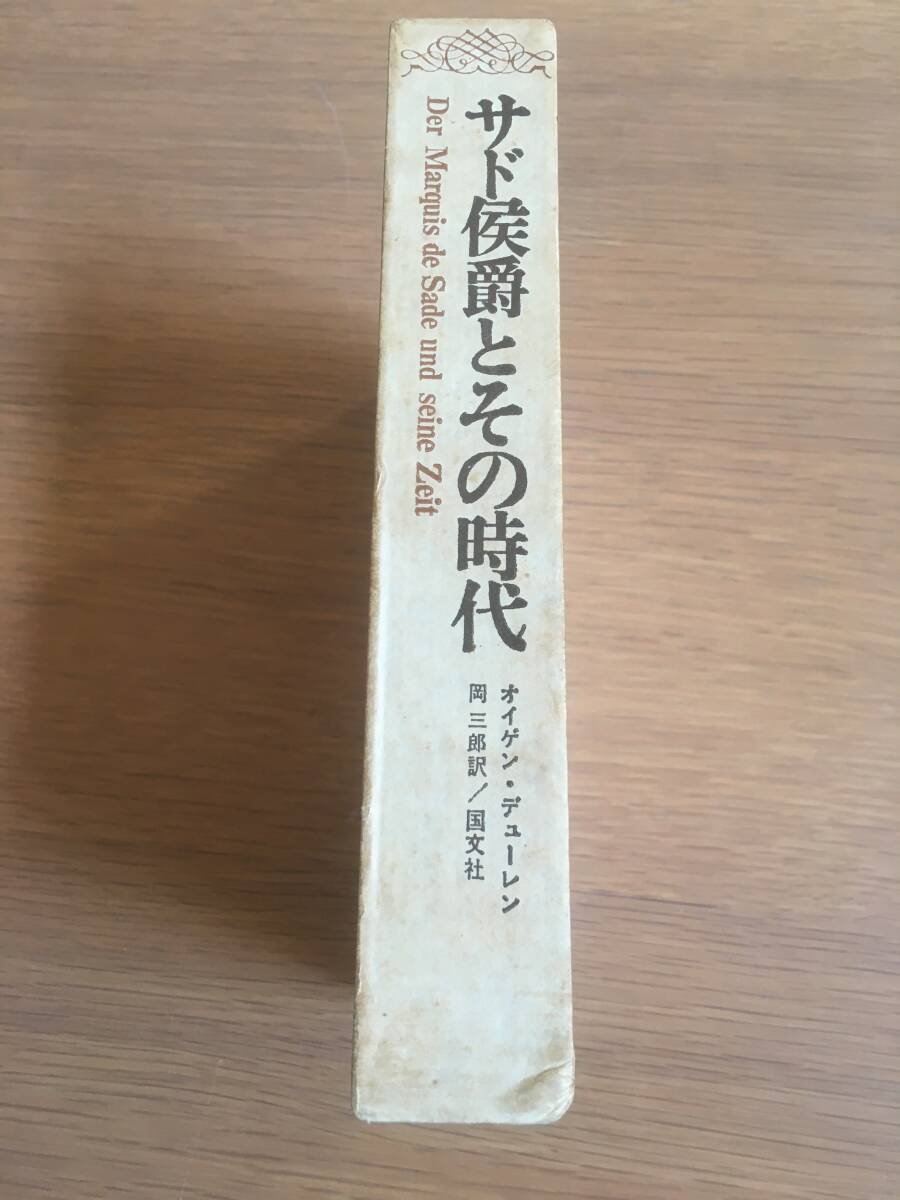 サド侯爵とその時代
Der Marquis de Sade und seine Zeit
オイゲン・デューレン
岡三郎訳/国文社